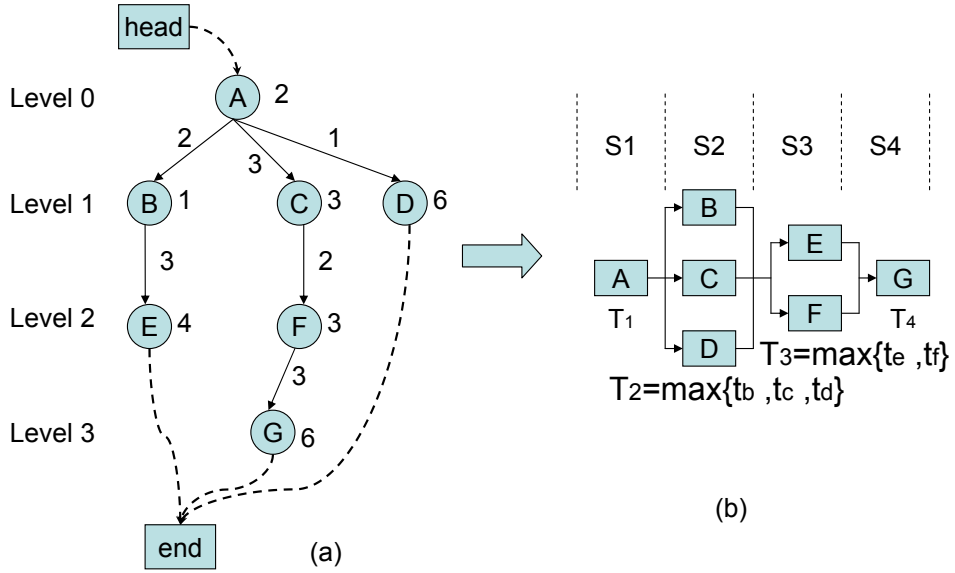 head
Level 0
A
2
2
3
1
Level 1
B
1
C
3
D
6
3
2
Level 2
E
4
F
3
3
Level 3
G
6
end
(a)
S1
S2
S3
S4
B
E
A
C
G
F
D
T1
T4
T3=max{te ,tf}
T2=max{tb ,tc ,td}
(b)